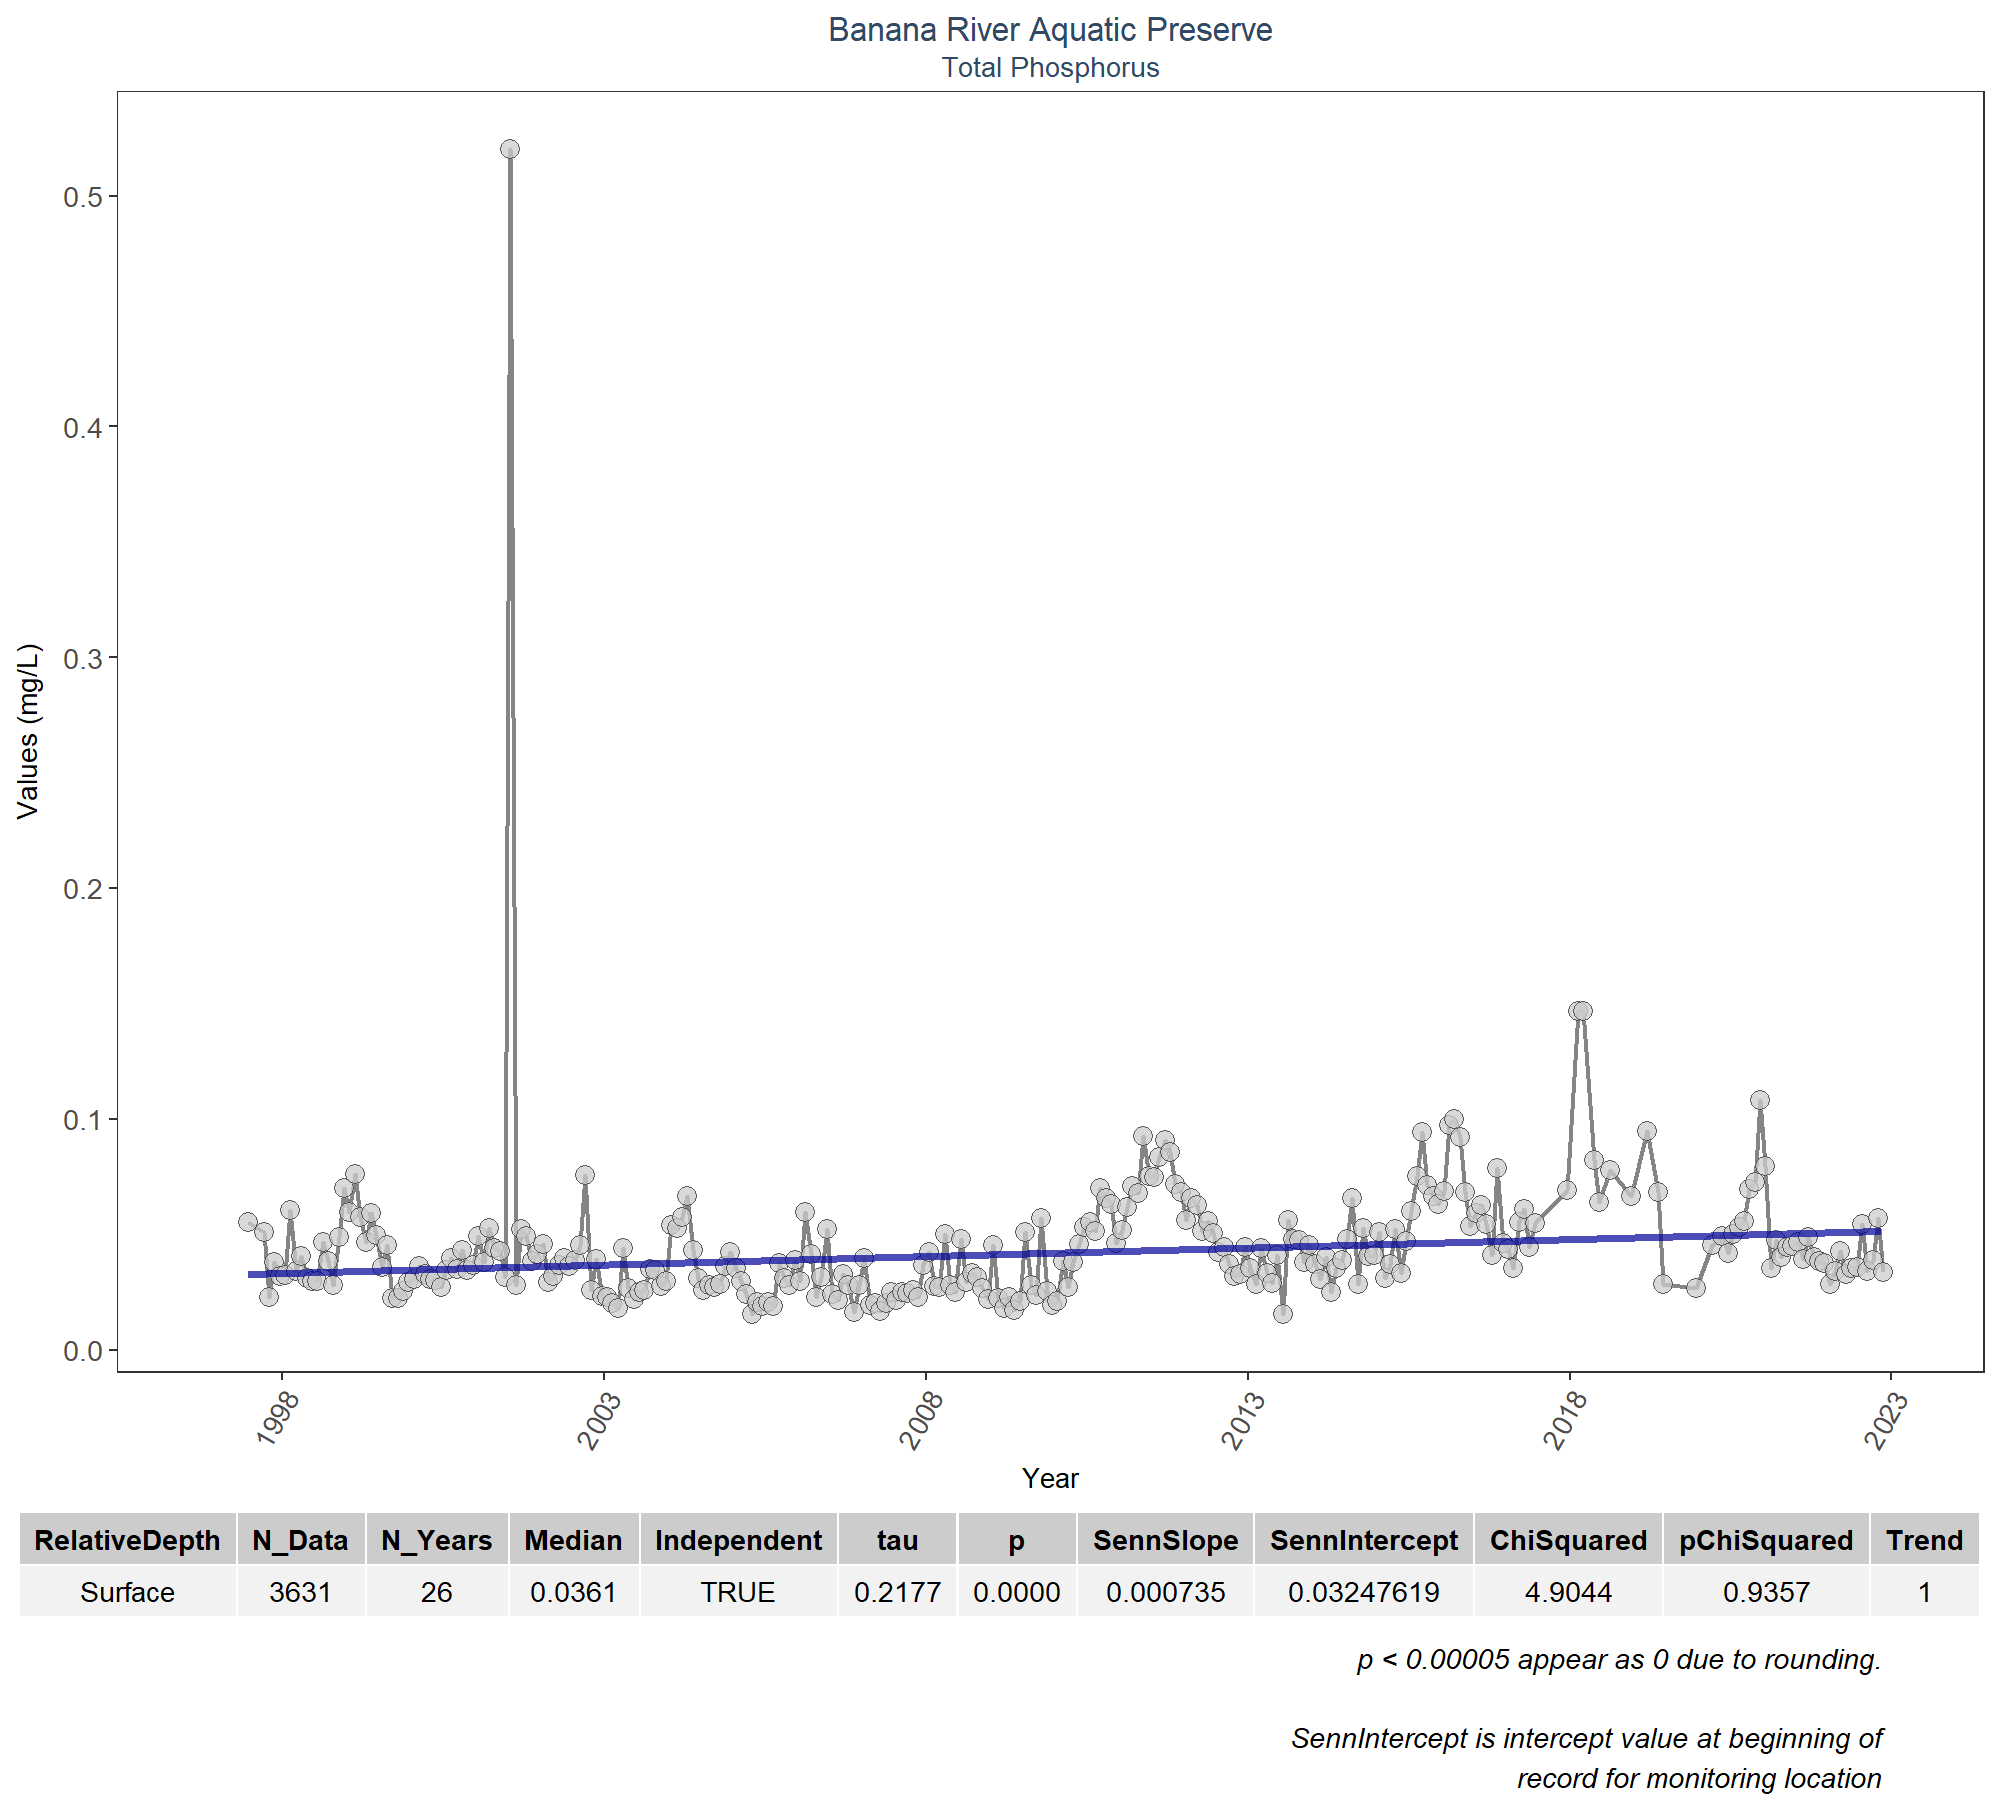 Banana River Aquatic Preserve
Total Phosphorus
Values (mg/L)
0.5
0.4
0.3
0.2
0.1
0.0
1998 2003 2008 2013 2018 2023
Year
RelativeDepth N_Data N_Years Median Independent tau p SennSlope SennIntercept ChiSquared pChiSquared Trend
Surface 3631 26 0.0361 TRUE 0.2177 0.0000 0.000735 0.03247619 4.9044 0.9357 1
p < 0.00005 appear as 0 due to rounding.
SennIntercept is intercept value at beginning of
record for monitoring location